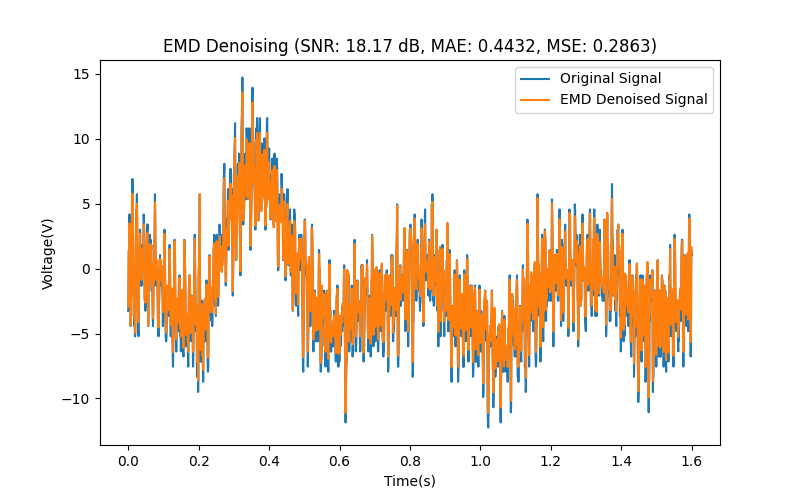 EMD Denoising (SNR: 18.17 dB, MAE: 0.4432, MSE: 0.2863)
Original Signal
EMD Denoised Signal
Voltage(V)
15
10
5
0
−5
−10
0.0 0.2 0.4 0.6 0.8 1.0 1.2 1.4 1.6
Time(s)